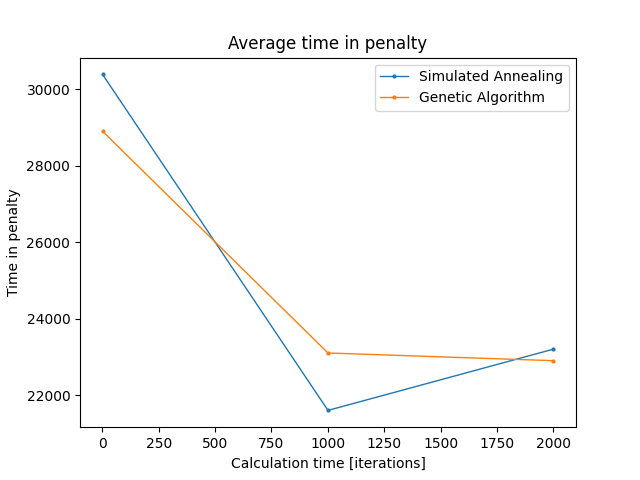 Average time in penalty
Simulated Annealing
Genetic Algorithm
Time in penalty
30000
28000
26000
24000
22000
0 250 500 750 1000 1250 1500 1750 2000
Calculation time [iterations]